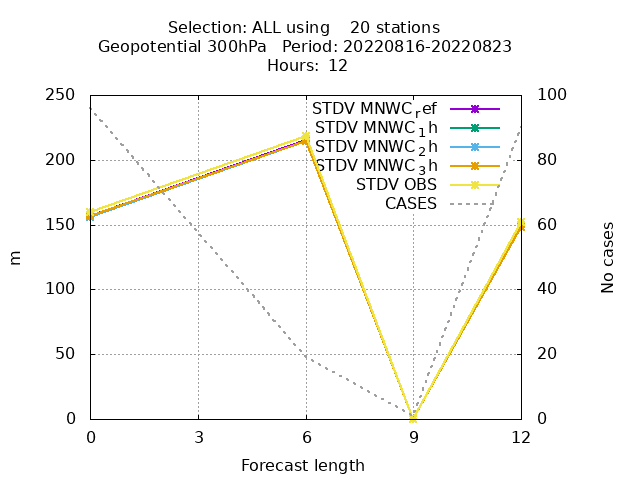 Selection: ALL using    20 stations
Geopotential 300hPa   Period: 20220816-20220823
Hours:  12
250
200
150
100
50
0
100
80
60
40
20
0
0
3
6
9
12
m
No cases
Forecast length
STDV MNWC_ref
STDV MNWC_1h
STDV MNWC_2h
STDV MNWC_3h
STDV OBS
CASES